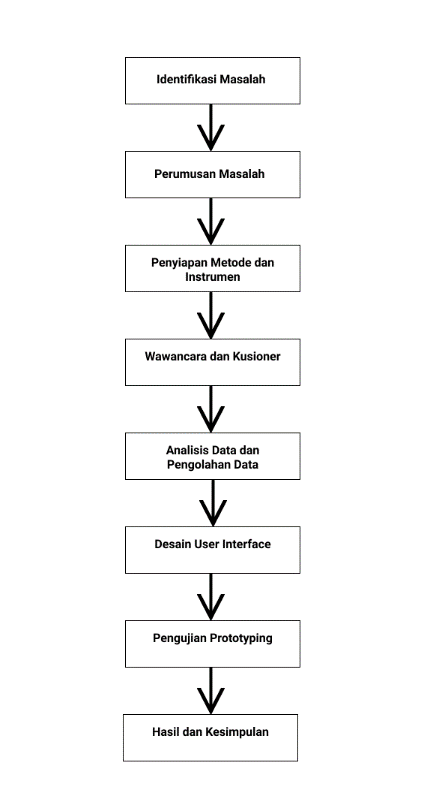 Identifikasi Masalah
Perumusan Masalah
Penyiapan Metode dan
Instrumen
Wawancara dan Kusioner
Analisis Data dan
Pengolahan Data
Desain User Interface
Pengujian Prototyping
Hasil dan Kesimpulan